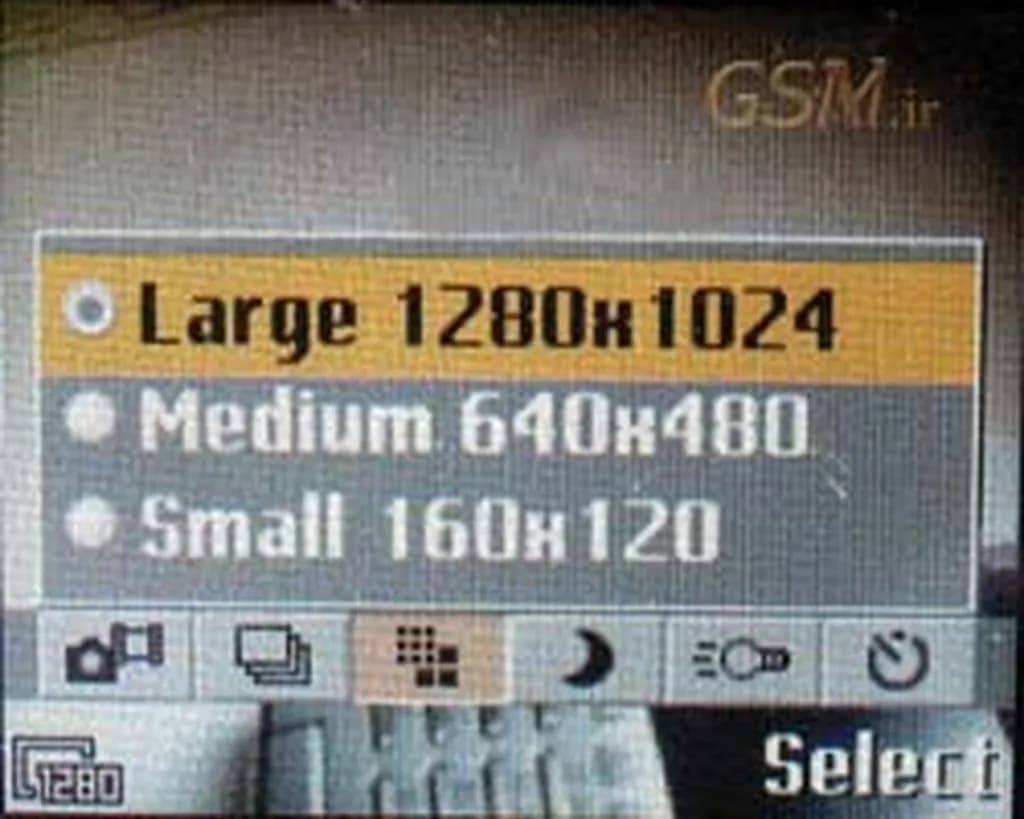 GSM.ir
Large 1280x1024
Medium 640x480
Small 160x120
1280
Select